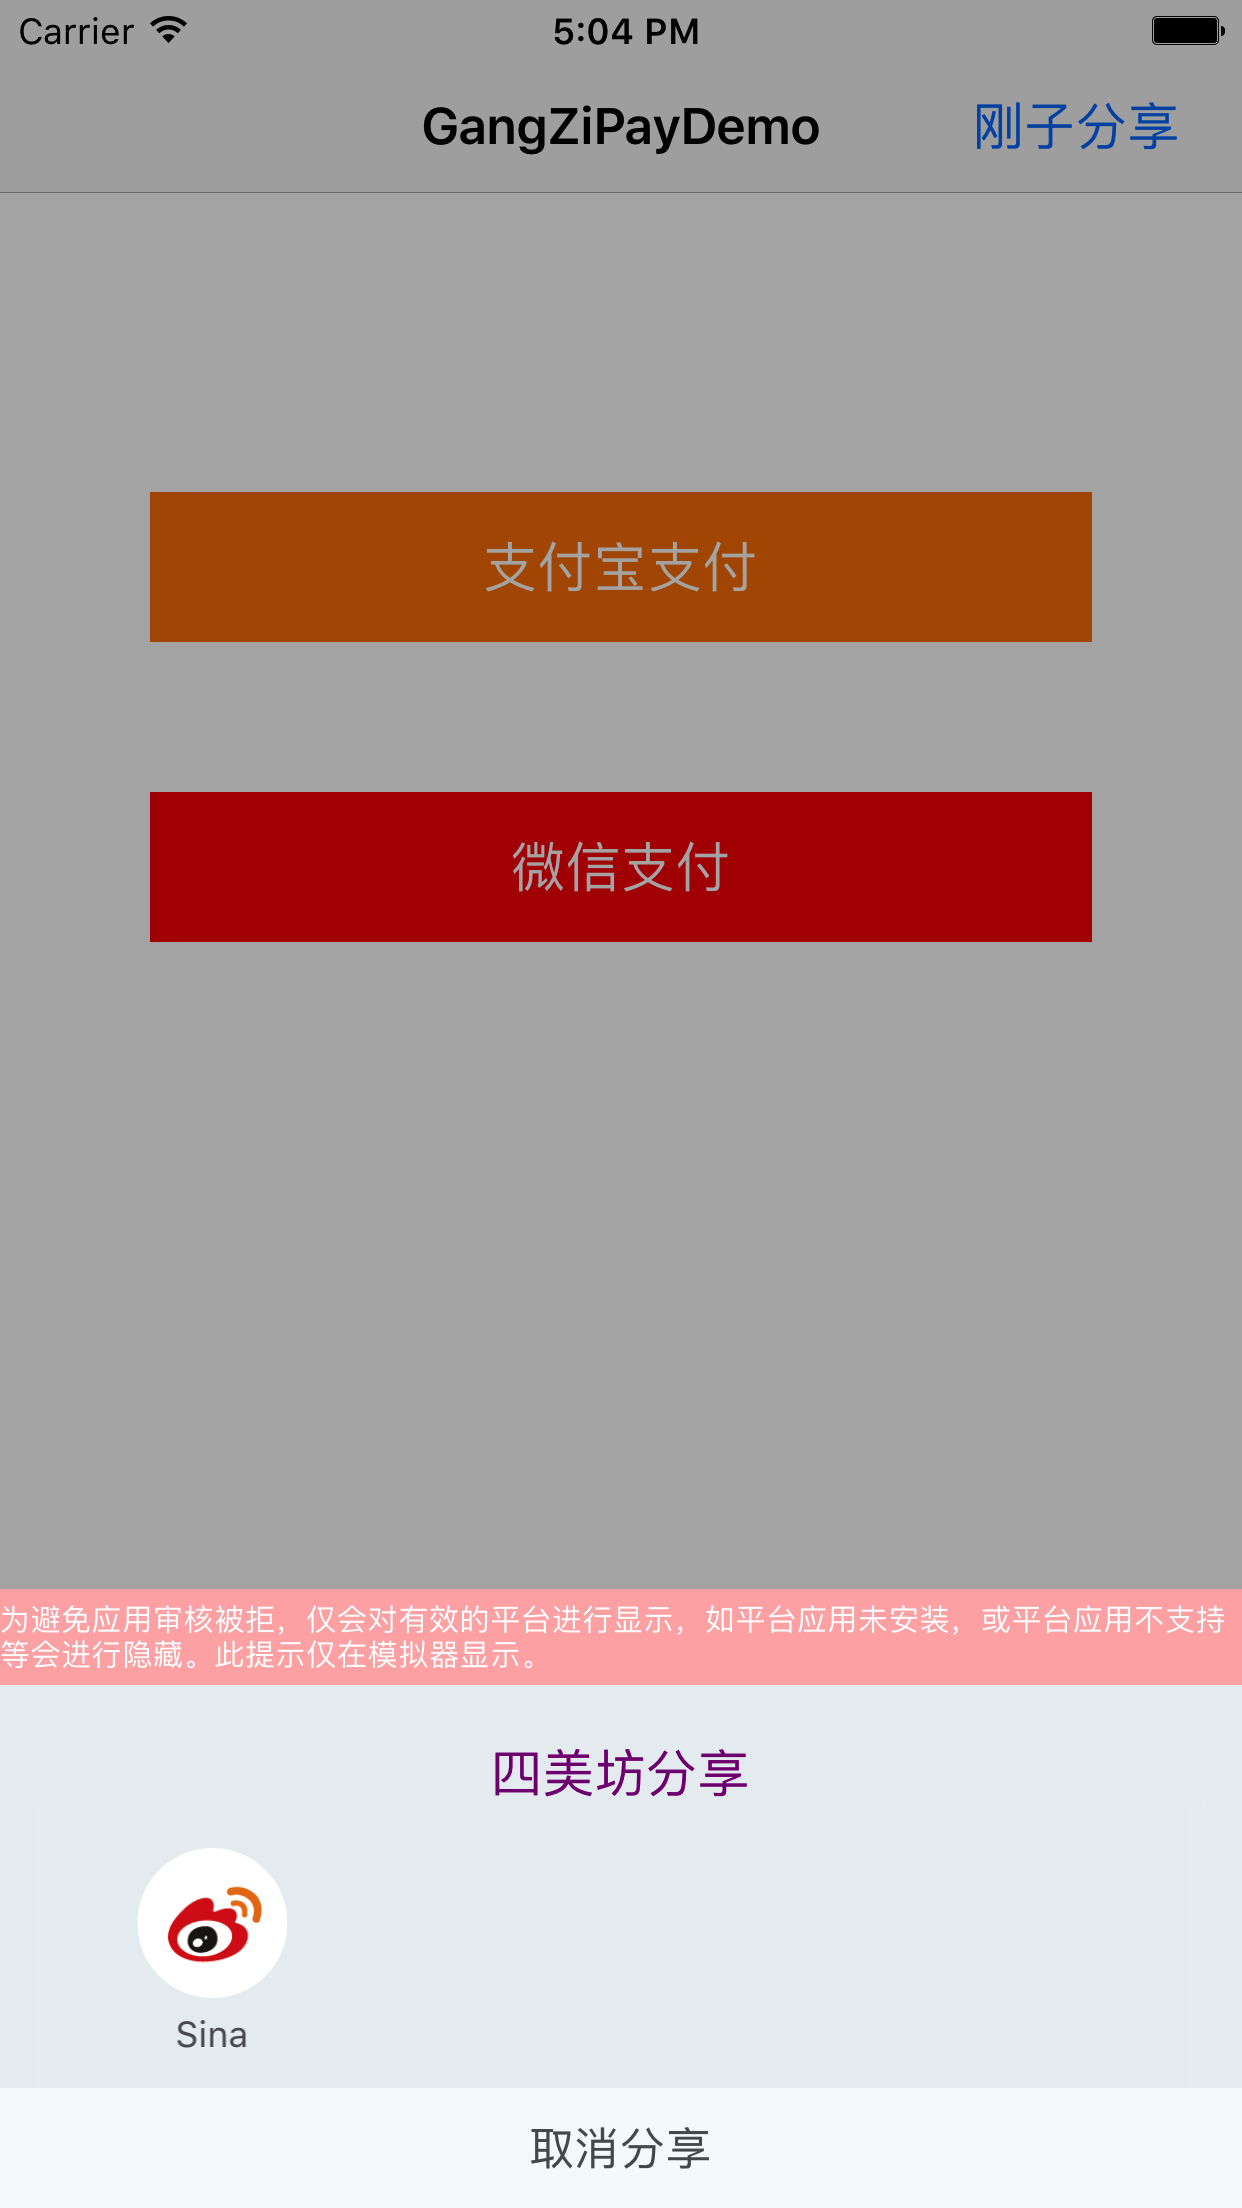 Carrier 5:04 PM
GangZiPayDemo 刚子分享
支付宝支付
微信支付
为避免应用审核被拒，仅会对有效的平台进行显示，如平台应用未安装，或平台应用不支持
等会进行隐藏。此提示仅在模拟器显示。
四美坊分享
Sina
取消分享